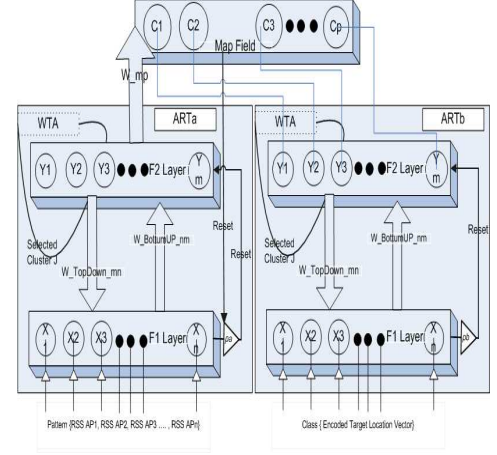 C1 C2 C3 Cp
Map Field
W_mp
WTA
ARTa
Y1 Y2 Y3 F2 Layer Y m
Selected Cluster J
W_TopDown_mn
W_BottumUP_nm
Reset
Reset
X 1 X2 X3 F1 Layer X n
pa
Pattern {RSS AP1, RSS AP2, RSS AP3 .... , RSS APn}
WTA
ARTb
Y1 Y2 Y3 F2 Layer Y m
Selected Cluster J
W_TopDown_mn
W_BottumUP_nm
Reset
X 1 X2 X3 F1 Layer X
pb
Class { Encoded Target Location Vector}